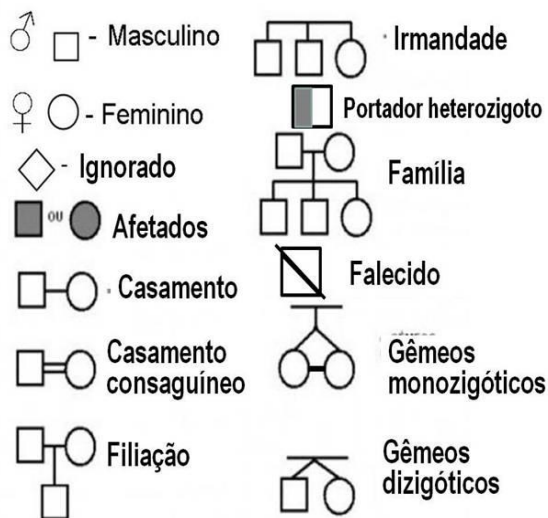 - Masculino
- Feminino
- Ignorado
OU Afetados
Casamento
Casamento
consaguíneo
Filiação
Irmandade
Portador heterozigoto
Família
Falecido
Gêmeos
monozigóticos
Gêmeos
dizigóticos